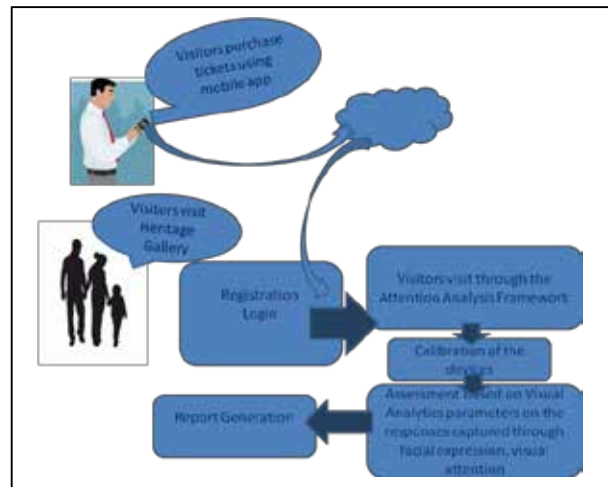 Visitors purchase
tickets using
mobile app
Visitors visit
Heritage
Gallery
Registration
Login
Visitors visit through the
Attention Analysis Framework
Calibration of the
devices
Assessment based on Visual
Analytics parameters on the
responses captured through
facial expression, visual
attention
Report Generation